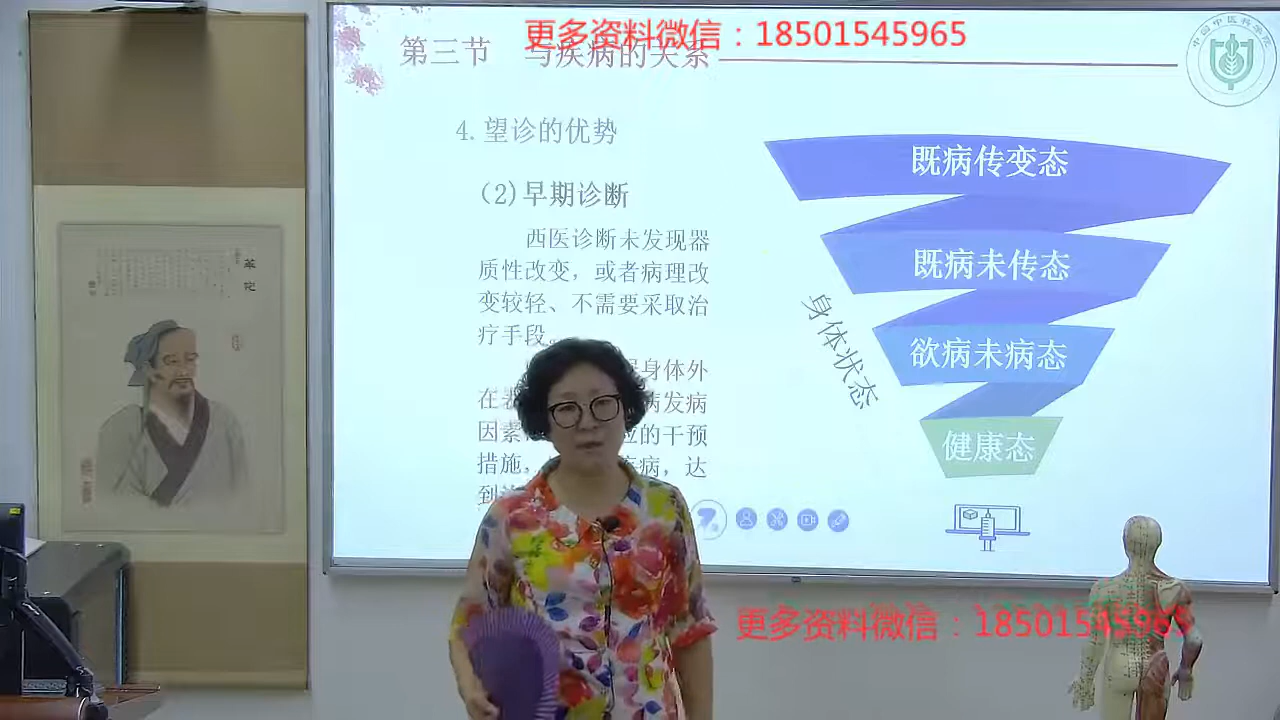 更多资料微信：18501545965
第三节 与疾病的关系
4.望诊的优势
(2)早期诊断
西医诊断未发现器
质性改变，或者病理改
变较轻、不需要采取治
疗手段。
身体外
在
病发病
因素
的干预
措施，
疾病，达
到
既病传变态
既病未传态
欲病未病态
健康态
身体状态
华佗
更多资料微信：18501545965